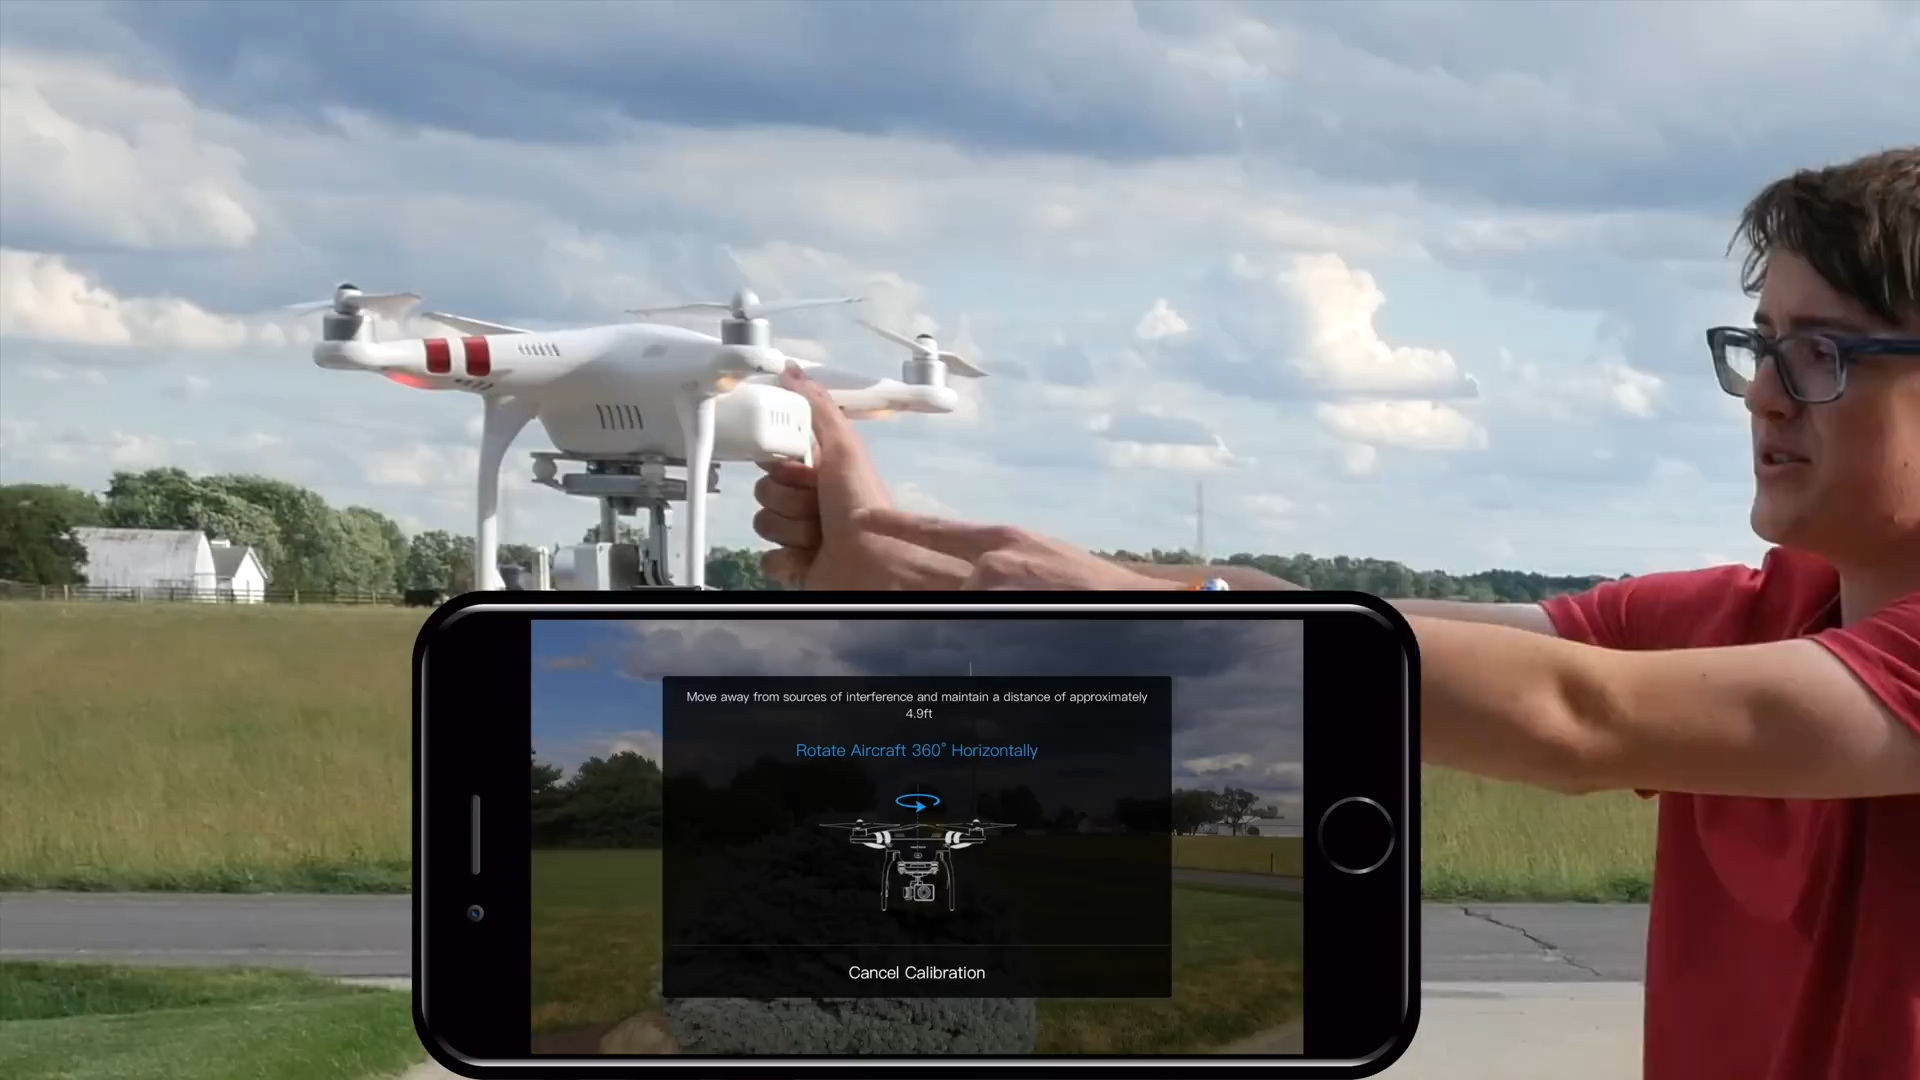 Move away from sources of interference and maintain a distance of approximately
4.9ft
Rotate Aircraft 360° Horizontally
Cancel Calibration